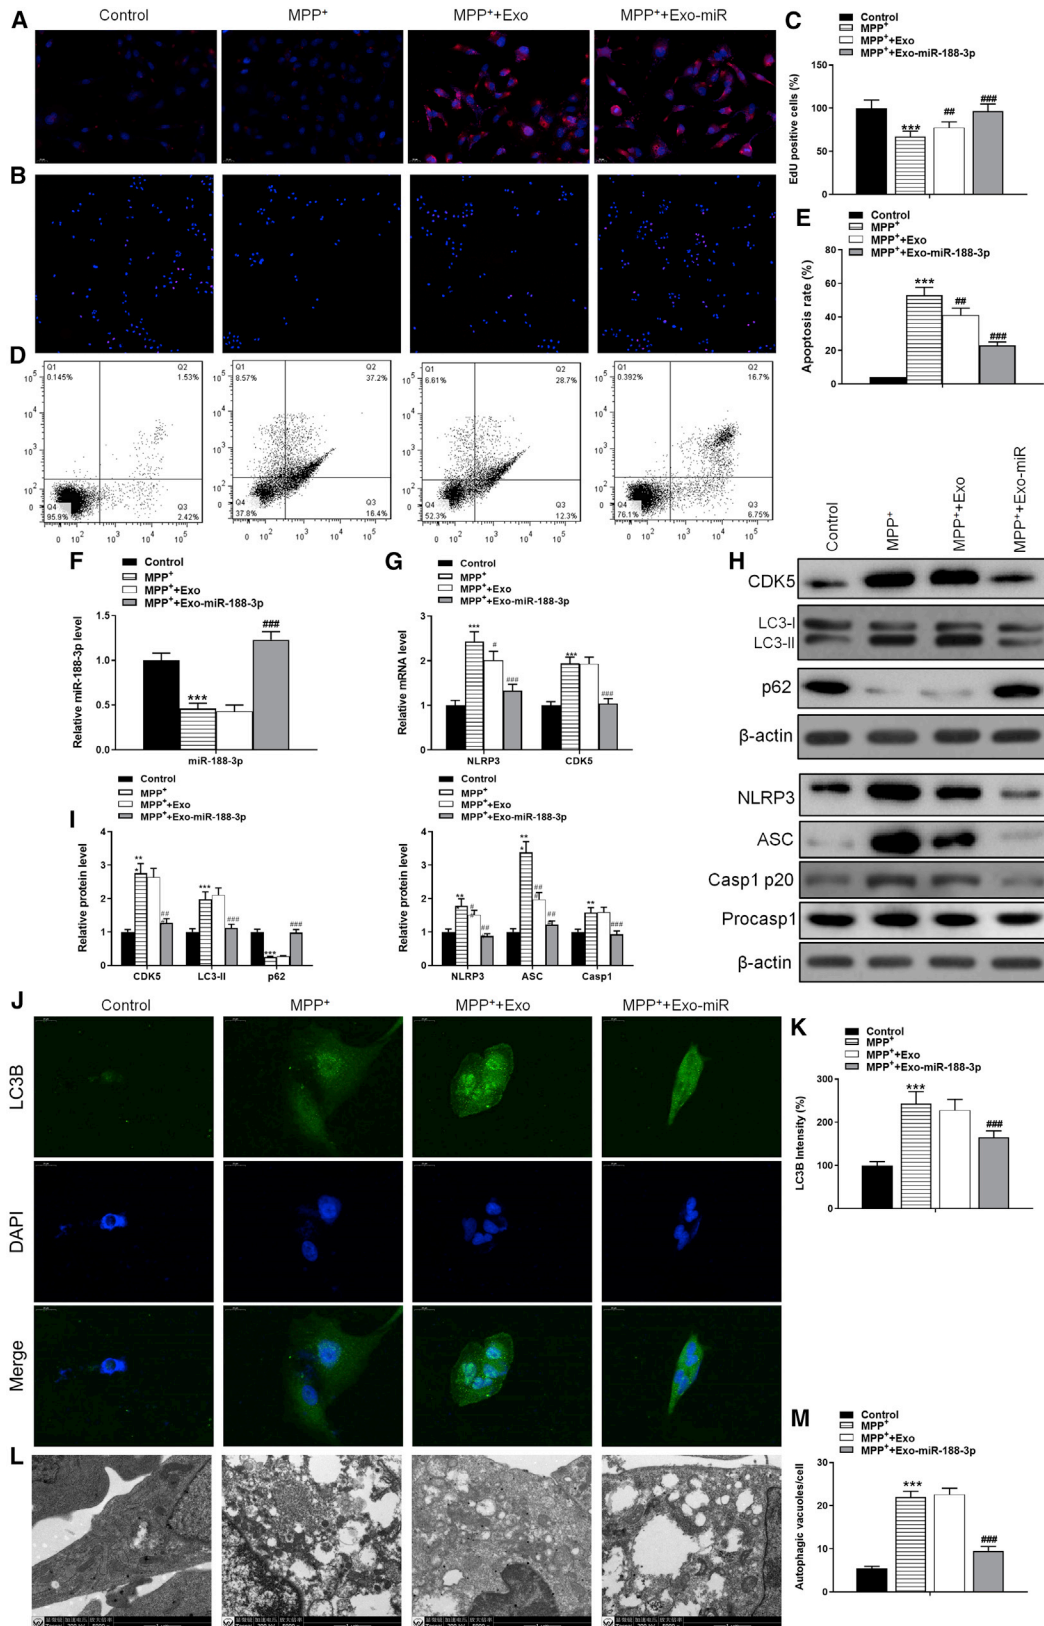 A
Control
MPP⁺
MPP⁺+Exo
MPP⁺+Exo-miR
B
C
Control
MPP⁺
MPP⁺+Exo
MPP⁺+Exo-miR-188-3p
EdU positive cells (%)
150
100
50
0
***
##
###
D
Q1
0.145%
Q2
1.53%
Q4
95.9%
Q3
2.42%
Q1
8.57%
Q2
37.2%
Q4
37.8%
Q3
16.4%
Q1
6.61%
Q2
28.7%
Q4
52.3%
Q3
12.3%
Q1
0.392%
Q2
16.7%
Q4
76.1%
Q3
6.75%
E
Control
MPP⁺
MPP⁺+Exo
MPP⁺+Exo-miR-188-3p
Apoptosis rate (%)
80
60
40
20
0
***
##
###
F
Control
MPP⁺
MPP⁺+Exo
MPP⁺+Exo-miR-188-3p
Relative miR-188-3p level
1.5
1.0
0.5
0.0
***
###
miR-188-3p
G
Control
MPP⁺
MPP⁺+Exo
MPP⁺+Exo-miR-188-3p
Relative mRNA level
3
2
1
0
***
#
###
***
###
NLRP3
CDK5
H
Control
MPP⁺
MPP⁺+Exo
MPP⁺+Exo-miR
CDK5
LC3-I
LC3-II
p62
β-actin
NLRP3
ASC
Casp1 p20
Procasp1
β-actin
I
Control
MPP⁺
MPP⁺+Exo
MPP⁺+Exo-miR-188-3p
Relative protein level
4
3
2
1
0
**
*
##
***
###
***
###
CDK5
LC3-II
p62
Control
MPP⁺
MPP⁺+Exo
MPP⁺+Exo-miR-188-3p
Relative protein level
4
3
2
1
0
**
#
#
##
**
*
##
#
##
**
###
NLRP3
ASC
Casp1
J
Control
MPP⁺
MPP⁺+Exo
MPP⁺+Exo-miR
LC3B
DAPI
Merge
K
Control
MPP⁺
MPP⁺+Exo
MPP⁺+Exo-miR-188-3p
LC3B Intensity (%)
300
200
100
0
***
###
L
M
Control
MPP⁺
MPP⁺+Exo
MPP⁺+Exo-miR-188-3p
Autophagic vacuoles/cell
30
20
10
0
***
###